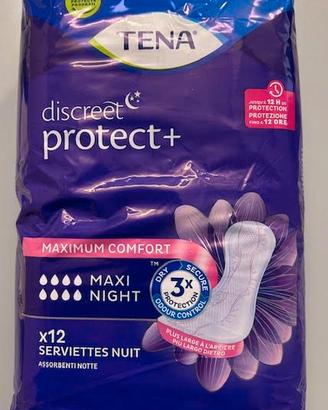 TENA
discreet
protect+
JUSQU'À 12 H DE
PROTECTION
PROTEZIONE
FINO A 12 ORE
MAXIMUM COMFORT
MAXI
NIGHT
TM
DRY SECURE
3x
PROTECTION
ODOUR CONTROL
x12
SERVIETTES NUIT
ASSORBENTI NOTTE
PLUS LARGE À L'ARRIÈRE
PIÙ LARGO DIETRO